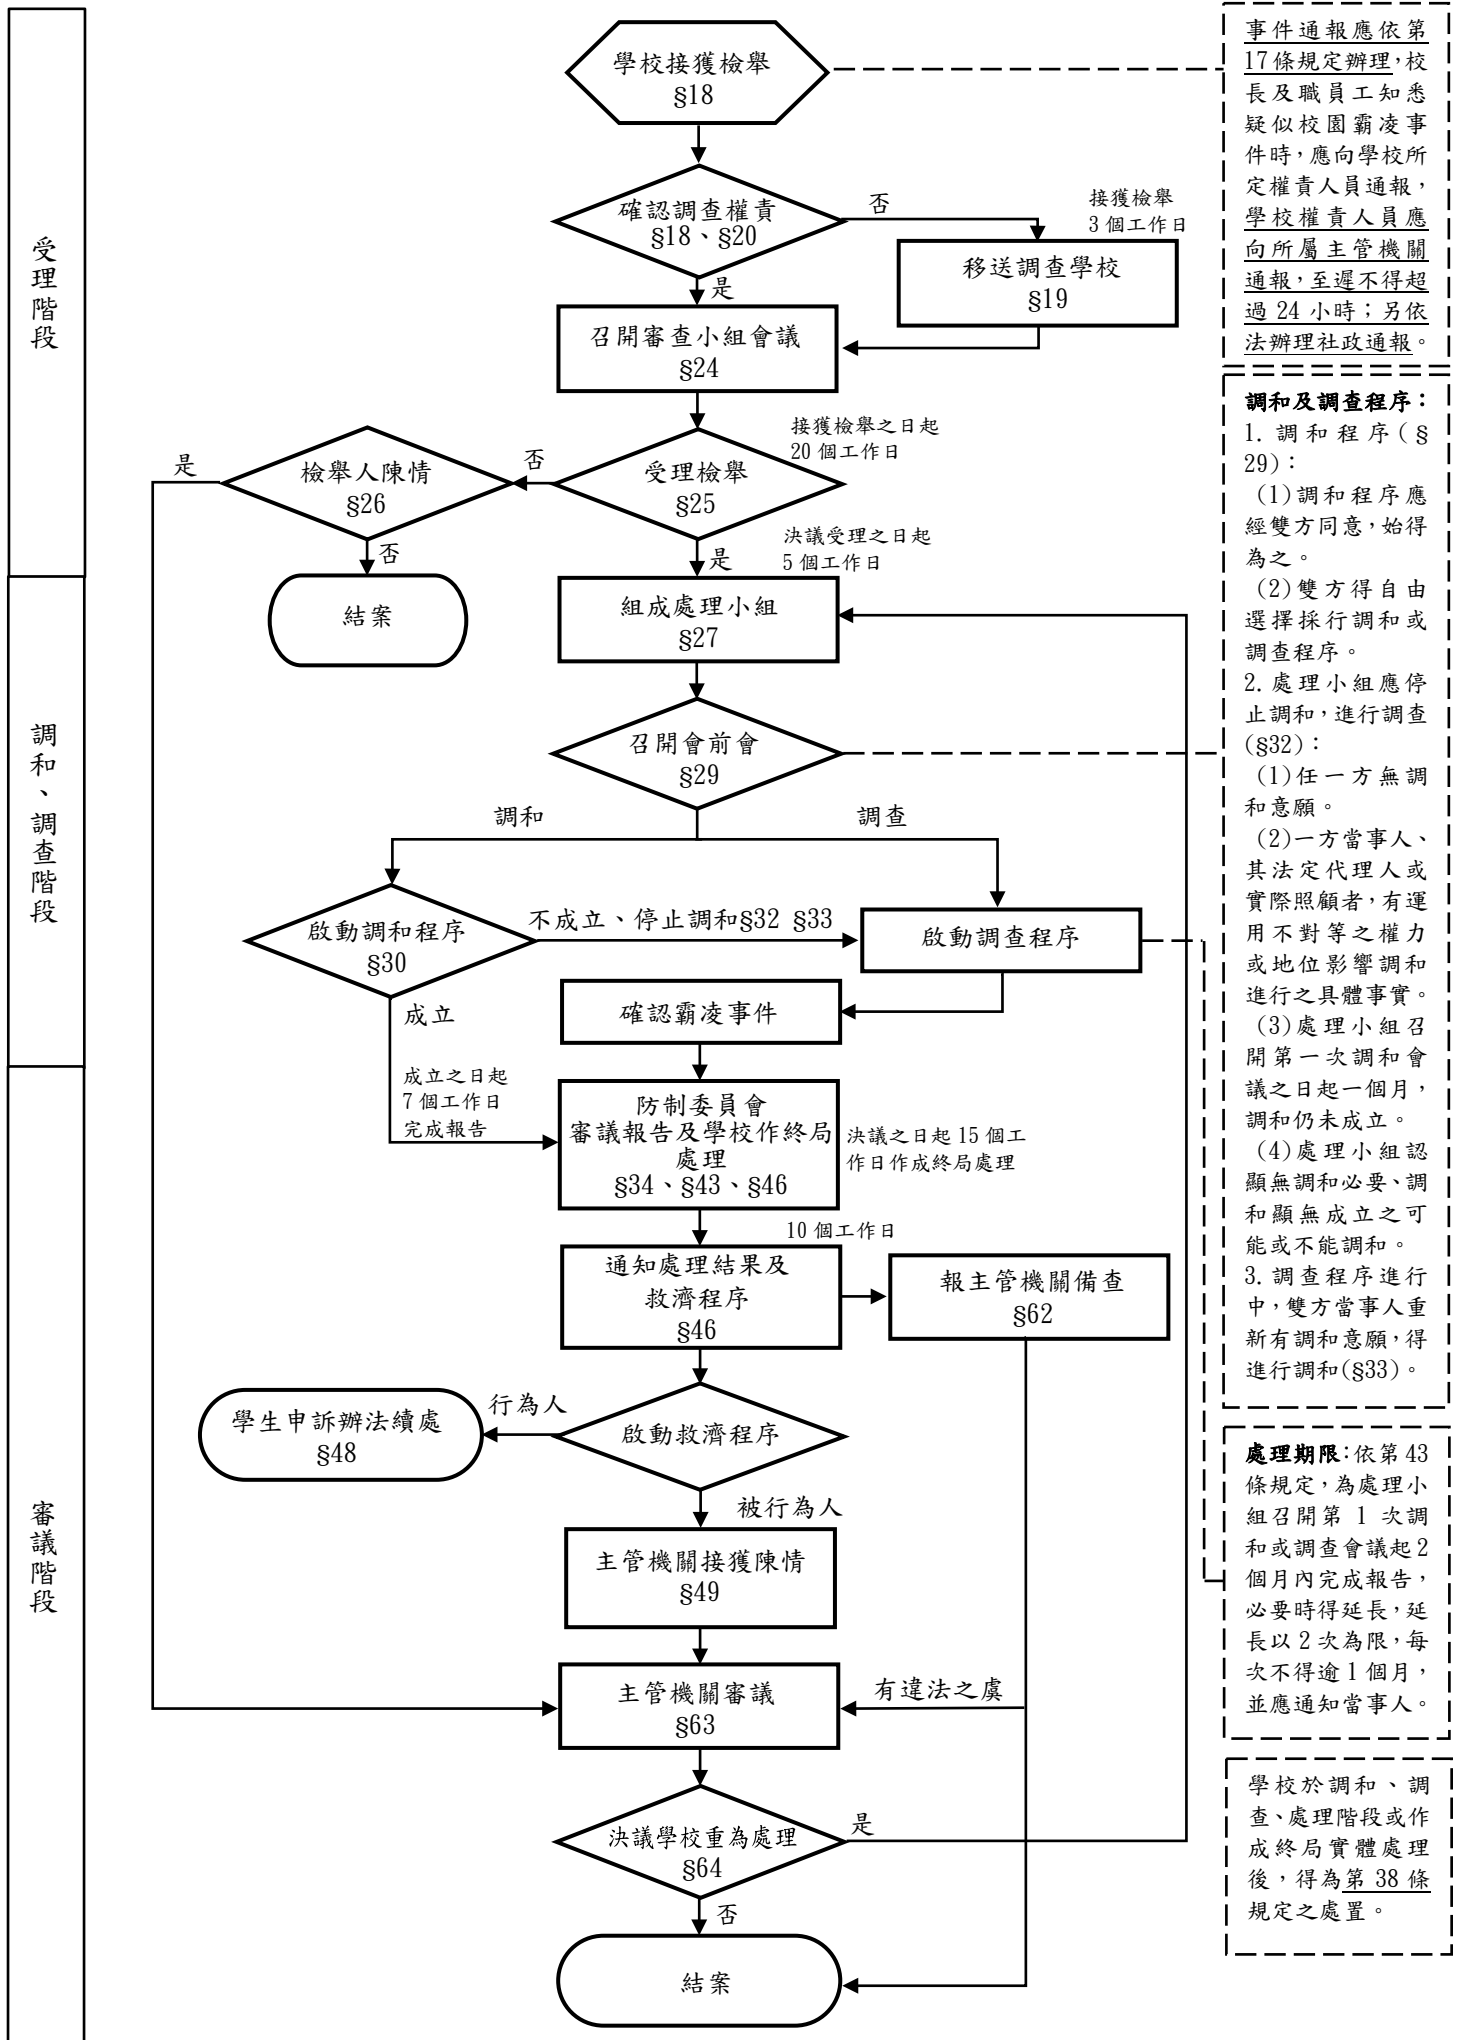 受理階段
調和、調查階段
審議階段
學校接獲檢舉
§18
確認調查權責
§18、§20
否
接獲檢舉
3 個工作日
移送調查學校
§19
是
召開審查小組會議
§24
接獲檢舉之日起
20 個工作日
受理檢舉
§25
否
檢舉人陳情
§26
是
否
結案
決議受理之日起
5 個工作日
是
組成處理小組
§27
召開會前會
§29
調和
調查
啟動調和程序
§30
不成立、停止調和§32 §33
啟動調查程序
成立
確認霸凌事件
成立之日起
7 個工作日
完成報告
防制委員會
審議報告及學校作終局
處理
§34、§43、§46
決議之日起 15 個工
作日作成終局處理
10 個工作日
通知處理結果及
救濟程序
§46
報主管機關備查
§62
啟動救濟程序
行為人
學生申訴辦法續處
§48
被行為人
主管機關接獲陳情
§49
主管機關審議
§63
有違法之虞
決議學校重為處理
§64
是
否
結案
事件通報應依第
17條規定辦理,校
長及職員工知悉
疑似校園霸凌事
件時,應向學校所
定權責人員通報,
學校權責人員應
向所屬主管機關
通報,至遲不得超
過 24 小時;另依
法辦理社政通報。
調和及調查程序:
1. 調和程序(§
29):
(1)調和程序應
經雙方同意,始得
為之。
(2)雙方得自由
選擇採行調和或
調查程序。
2. 處理小組應停
止調和,進行調查
(§32):
(1)任一方無調
和意願。
(2)一方當事人、
其法定代理人或
實際照顧者,有運
用不對等之權力
或地位影響調和
進行之具體事實。
(3)處理小組召
開第一次調和會
議之日起一個月,
調和仍未成立。
(4)處理小組認
顯無調和必要、調
和顯無成立之可
能或不能調和。
3. 調查程序進行
中,雙方當事人重
新有調和意願,得
進行調和(§33)。
處理期限:依第 43
條規定,為處理小
組召開第 1 次調
和或調查會議起 2
個月內完成報告,
必要時得延長,延
長以 2 次為限,每
次不得逾 1 個月,
並應通知當事人。
學校於調和、調
查、處理階段或作
成終局實體處理
後,得為第 38 條
規定之處置。